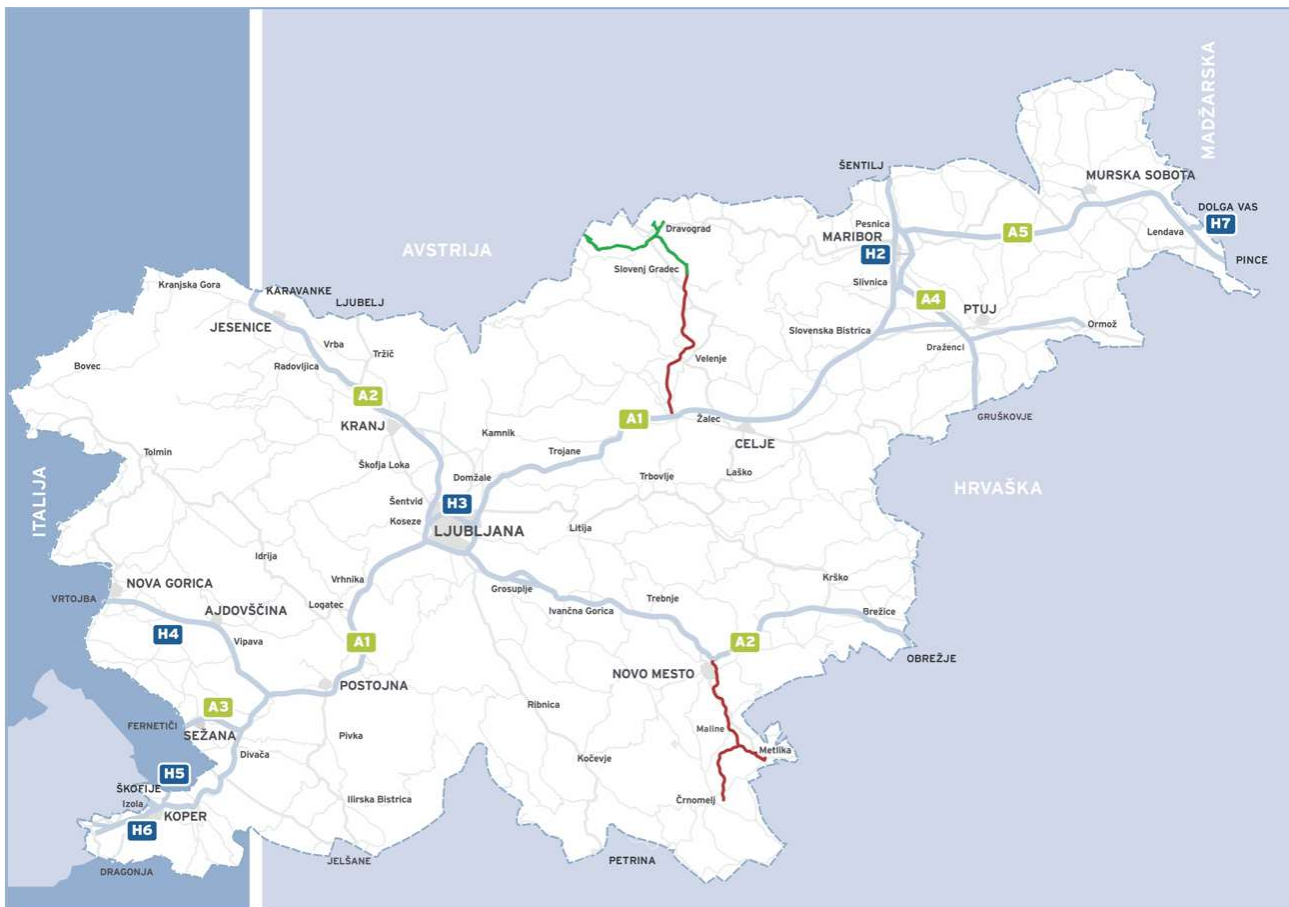 MADŽARSKA
ŠENTILJ
MURSKA SOBOTA
DOLGA VAS
H7
Pesnica
Dravograd
MARIBOR
A5
Lendava
AVSTRIJA
H2
PINCE
Slovenj Gradec
Kranjska Gora
KARAVANKE
Slivnica
LJUBELJ
A4
PTUJ
JESENICE
Slovenska Bistrica
Ormož
Vrba
Tržič
Draženci
Bovec
Radovljica
Velenje
A2
GRUŠKOVJE
A1
Žalec
KRANJ
Kamnik
CELJE
Tolmin
Trojane
Škofja Loka
Domžale
Trbovlje
Laško
ITALIJA
HRVAŠKA
Šentvid
H3
Koseze
LJUBLJANA
Litija
Idrija
NOVA GORICA
Vrhnika
Krško
VRTOJBA
Grosuplje
Trebnje
AJDOVŠČINA
Logatec
Ivančna Gorica
Brežice
H4
Vipava
A1
A2
OBREŽJE
NOVO MESTO
POSTOJNA
A3
Ribnica
FERNETIČI
SEŽANA
Pivka
Maline
Divača
Kočevje
Metlika
H5
ŠKOFIJE
Izola
Ilirska Bistrica
Črnomelj
KOPER
H6
JELŠANE
PETRINA
DRAGONJA